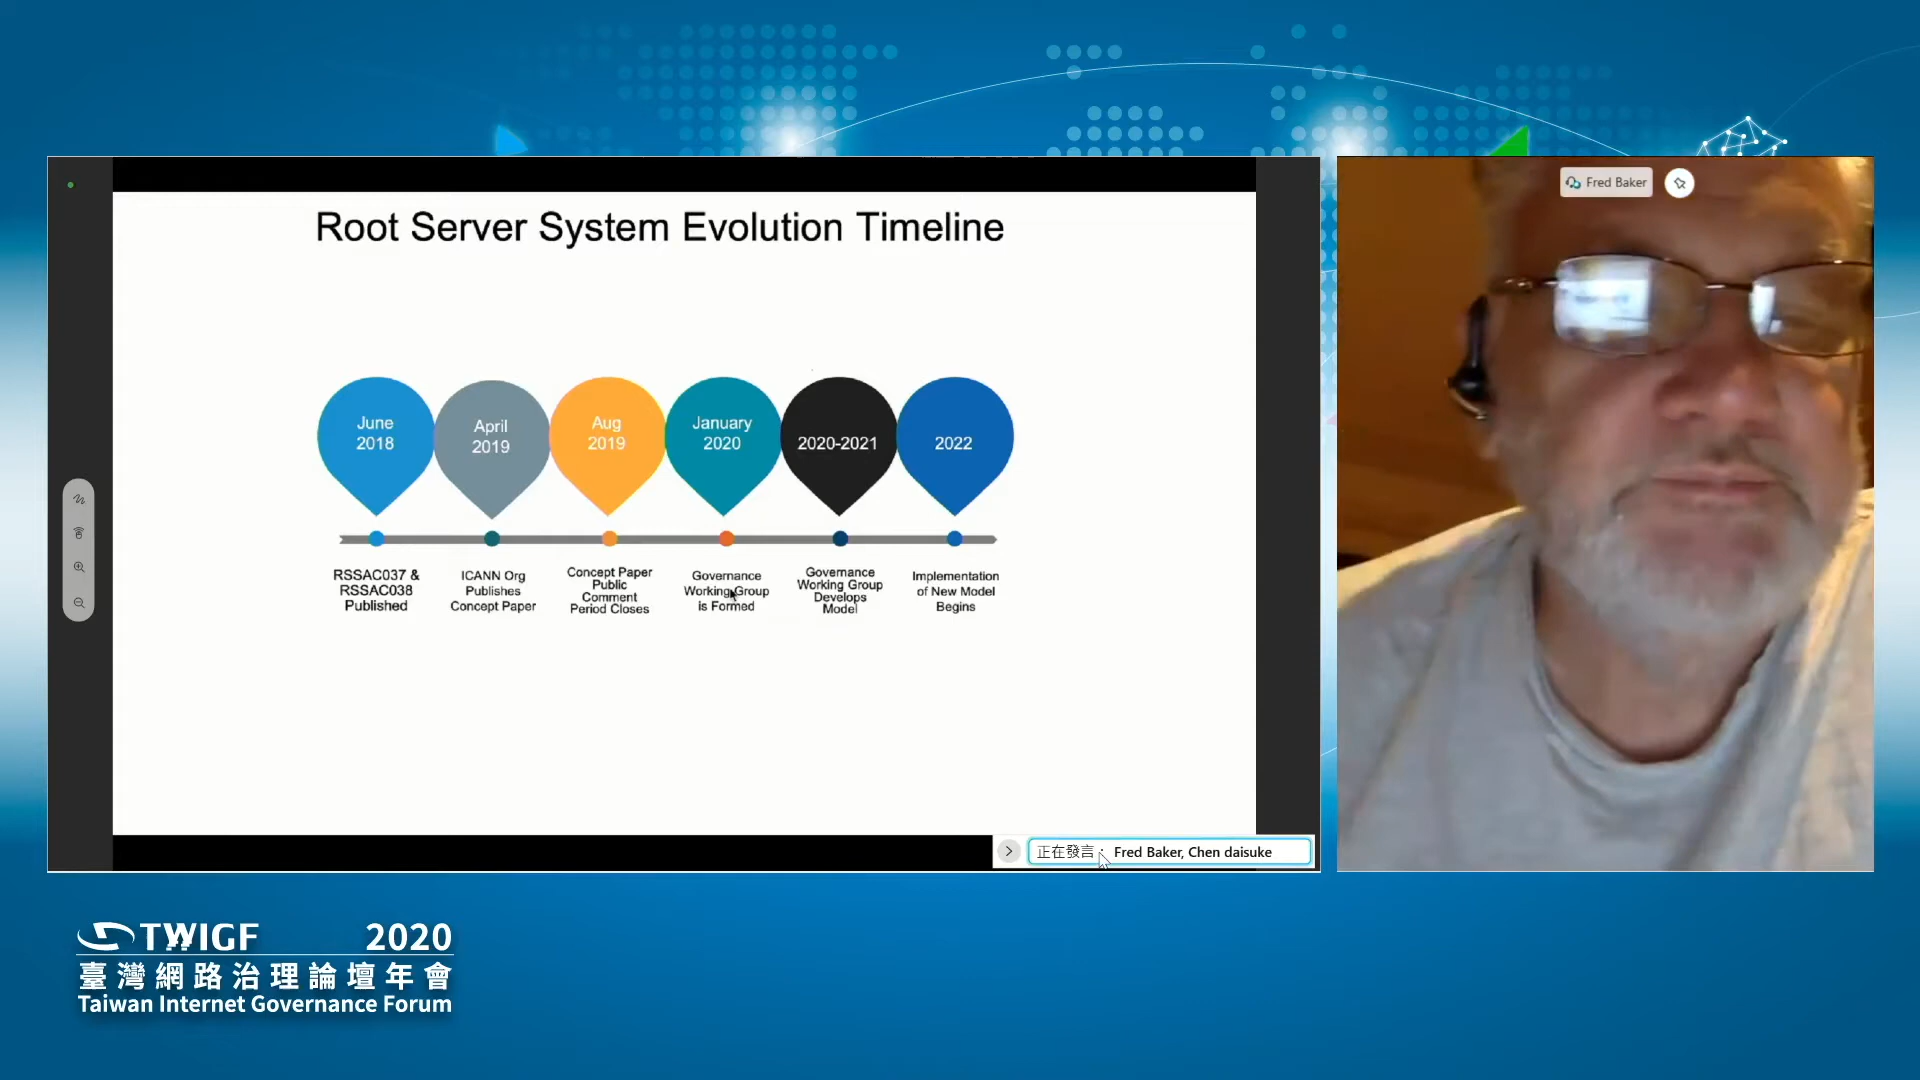 Root Server System Evolution Timeline
June
2018
April
2019
Aug
2019
January
2020
2020-2021
2022
RSSAC037 &
RSSAC038
Published
ICANN Org
Publishes
Concept Paper
Concept Paper
Public
Comment
Period Closes
Governance
Working Group
is Formed
Governance
Working Group
Develops
Model
Implementation
of New Model
Begins
Fred Baker
正在發言: Fred Baker, Chen daisuke
TWIGF 2020
臺灣網路治理論壇年會
Taiwan Internet Governance Forum